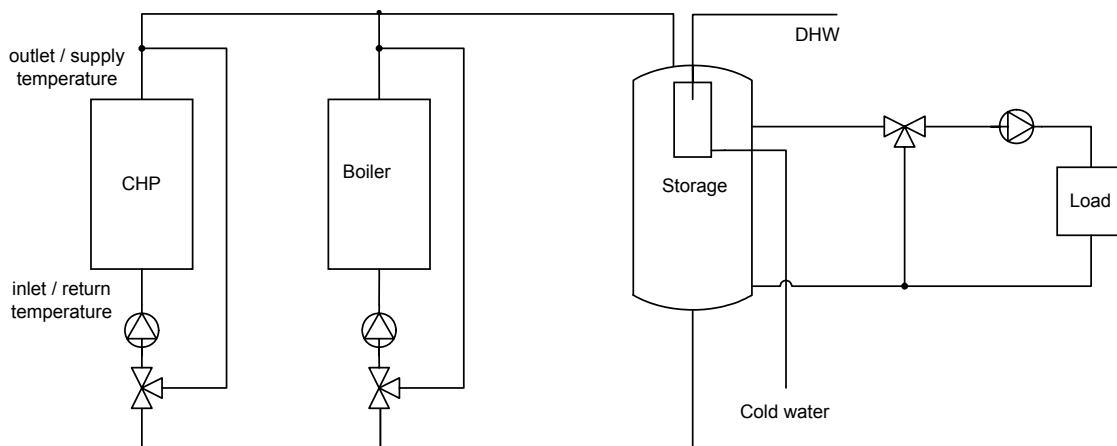 DHW
outlet / supply
temperature
CHP
Boiler
Storage
Load
inlet / return
temperature
Cold water